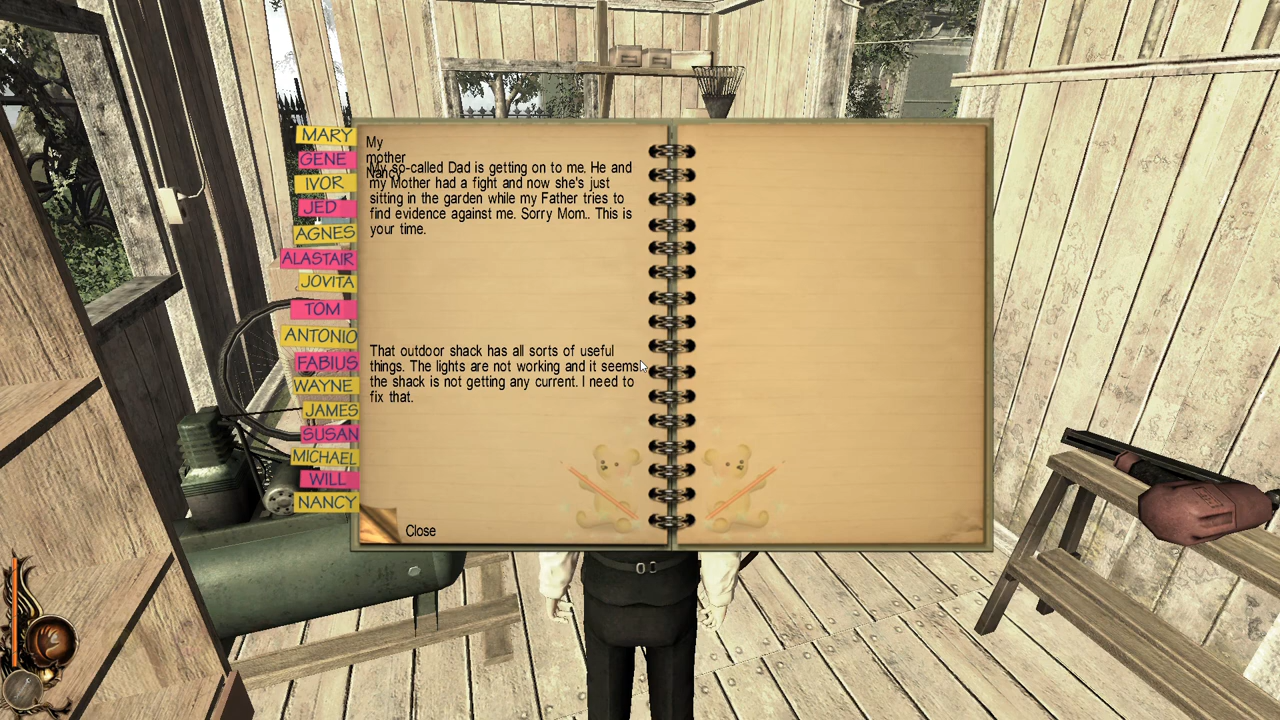 MARY
GENE
IVOR
JED
AGNES
ALASTAIR
JOVITA
TOM
ANTONIO
FABIUS
WAYNE
JAMES
SUSAN
MICHAEL
WILL
NANCY
My
mother
Nancy
My so-called Dad is getting on to me. He and
my Mother had a fight and now she's just
sitting in the garden while my Father tries to
find evidence against me. Sorry Mom.. This is
your time.
That outdoor shack has all sorts of useful
things. The lights are not working and it seems
the shack is not getting any current. I need to
fix that.
Close